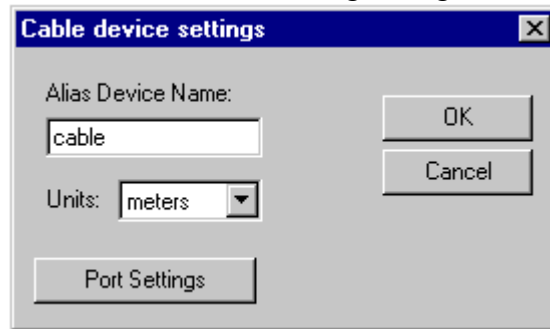 Cable device settings
Alias Device Name:
cable
Units: meters
Port Settings
OK
Cancel